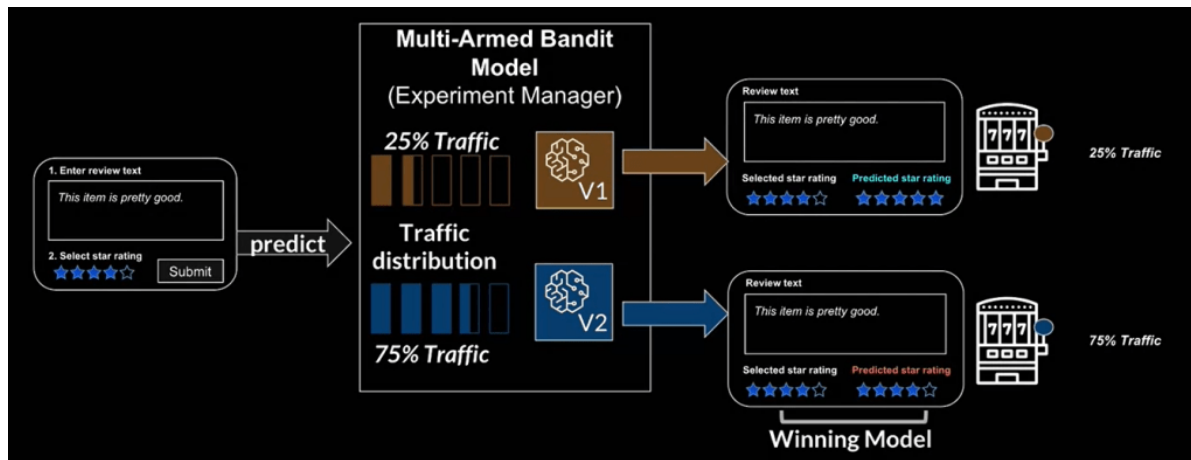 1. Enter review text
This item is pretty good.
2. Select star rating
Submit
predict
Multi-Armed Bandit
Model
(Experiment Manager)
25% Traffic
V1
Traffic
distribution
V2
75% Traffic
Review text
This item is pretty good.
Selected star rating
Predicted star rating
777
25% Traffic
Review text
This item is pretty good.
Selected star rating
Predicted star rating
777
75% Traffic
Winning Model